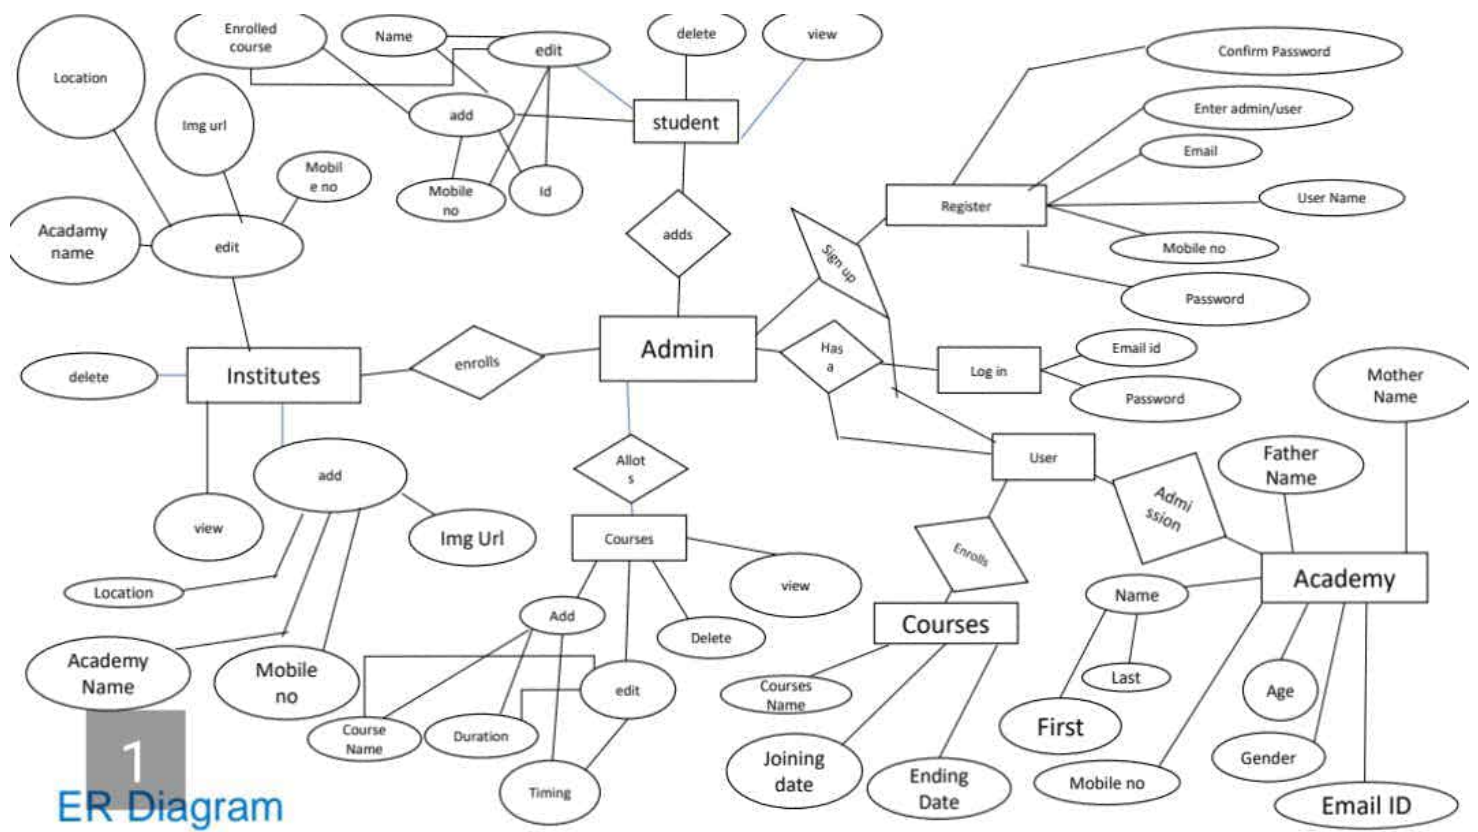 Enrolled
course
Name
edit
delete
view
Confirm Password
Location
Img url
add
student
Enter admin/user
Email
Mobil
e no
Mobile
no
Id
Register
User Name
Acadamy
name
edit
adds
Sign up
Mobile no
Password
Admin
Has
a
Email id
enrolls
Institutes
delete
Log in
Password
Mother
Name
add
Allot
s
User
Father
Name
Admi
ssion
view
Img Url
Courses
Enrolls
view
Academy
Location
Add
Name
Courses
Delete
Academy
Name
Mobile
no
edit
Courses
Name
Last
Age
First
Course
Name
Duration
Joining
date
Ending
Date
Gender
Mobile no
Timing
Email ID
1
ER Diagram